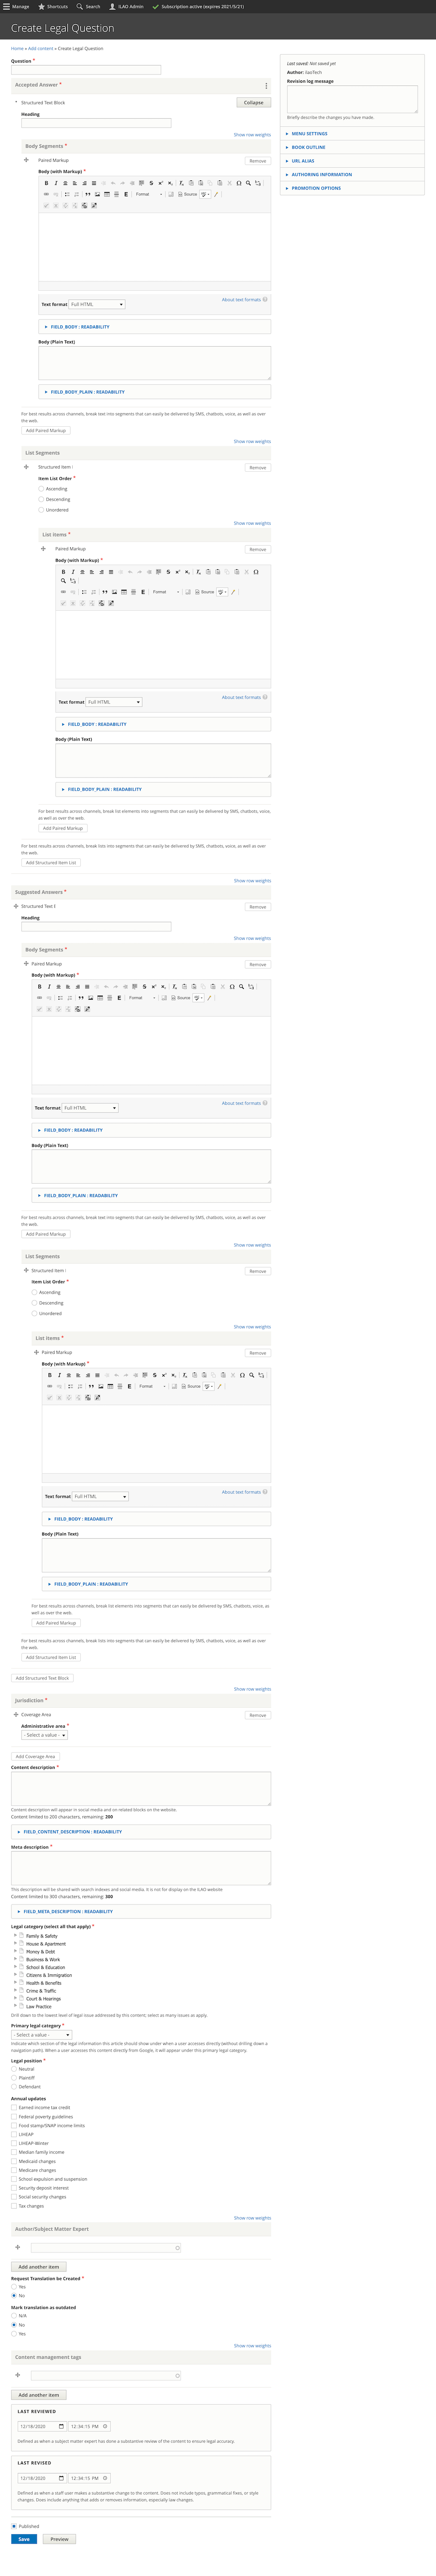 Manage Shortcuts Search ILAO Admin Subscription active (expires 2021/5/21)
Create Legal Question
Home » Add content » Create Legal Question
Last saved: Not saved yet
Author: IaoTech
Revision log message
Briefly describe the changes you have made.
MENU SETTINGS
BOOK OUTLINE
URL ALIAS
AUTHORING INFORMATION
PROMOTION OPTIONS
Question *
Accepted Answer *
* Structured Text Block Collapse
Heading
Show row weights
Body Segments *
Paired Markup Remove
Body (with Markup) *
Format Source
Text format Full HTML About text formats
FIELD_BODY : READABILITY
Body (Plain Text)
FIELD_BODY_PLAIN : READABILITY
For best results across channels, break text into segments that can easily be delivered by SMS, chatbots, voice, as well as over
the web.
Add Paired Markup
Show row weights
List Segments
Structured Item Remove
Item List Order *
Ascending
Descending
Unordered
Show row weights
List Items *
Paired Markup Remove
Body (with Markup) *
Format Source
Text format Full HTML About text formats
FIELD_BODY : READABILITY
Body (Plain Text)
FIELD_BODY_PLAIN : READABILITY
For best results across channels, break list elements into segments that can easily be delivered by SMS, chatbots, voice,
as well as over the web.
Add Paired Markup
For best results across channels, break lists into segments that can easily be delivered by SMS, chatbots, voice, as well as over
the web.
Add Structured Item List
Show row weights
Suggested Answers *
Structured Text Remove
Heading
Show row weights
Body Segments *
Paired Markup Remove
Body (with Markup) *
Format Source
Text format Full HTML About text formats
FIELD_BODY : READABILITY
Body (Plain Text)
FIELD_BODY_PLAIN : READABILITY
For best results across channels, break text into segments that can easily be delivered by SMS, chatbots, voice, as well as over
the web.
Add Paired Markup
Show row weights
List Segments
Structured Item Remove
Item List Order *
Ascending
Descending
Unordered
Show row weights
List Items *
Paired Markup Remove
Body (with Markup) *
Format Source
Text format Full HTML About text formats
FIELD_BODY : READABILITY
Body (Plain Text)
FIELD_BODY_PLAIN : READABILITY
For best results across channels, break list elements into segments that can easily be delivered by SMS, chatbots, voice, as
well as over the web.
Add Paired Markup
For best results across channels, break lists into segments that can easily be delivered by SMS, chatbots, voice, as well as over
the web.
Add Structured Item List
Add Structured Text Block
Show row weights
Jurisdiction *
Coverage Area Remove
Administrative area *
- Select a value -
Add Coverage Area
Content description *
Content description will appear in social media and on related blocks on the website.
Content limited to 200 characters, remaining: 200
FIELD_CONTENT_DESCRIPTION : READABILITY
Meta description *
This description will be shared with search indexes and social media. It is not for display on the ILAO website
Content limited to 300 characters, remaining: 300
FIELD_META_DESCRIPTION : READABILITY
Legal category (select all that apply) *
Family & Safety
House & Apartment
Money & Debt
Business & Work
School & Education
Citizens & Immigration
Health & Benefits
Crime & Traffic
Court & Hearings
Law Practice
Drill down to the lowest level of legal issue addressed by this content; select as many issues as apply.
Primary legal category *
- Select a value -
Indicate which section of the legal information this article should show under when a user accesses directly (without drilling down a
navigation path). When a user accesses this content directly from Google, it will appear under this primary legal category.
Legal position *
Neutral
Plaintiff
Defendant
Annual updates
Earned income tax credit
Federal poverty guidelines
Food stamp/SNAP income limits
LIHEAP
LIHEAP-Winter
Median family income
Medicaid changes
Medicare changes
School expulsion and suspension
Security deposit interest
Social security changes
Tax changes
Show row weights
Author/Subject Matter Expert
Add another item
Request Translation be Created *
Yes
No
Mark translation as outdated
N/A
No
Yes
Show row weights
Content management tags
Add another item
LAST REVIEWED
12/18/2020 12:34:15 PM
Defined as when a subject matter expert has done a substantive review of the content to ensure legal accuracy.
LAST REVISED
12/18/2020 12:34:15 PM
Defined as when a staff user makes a substantive change to the content. Does not include typos, grammatical fixes, or style
changes. Does include anything that adds or removes information, especially law changes.
Published
Save Preview